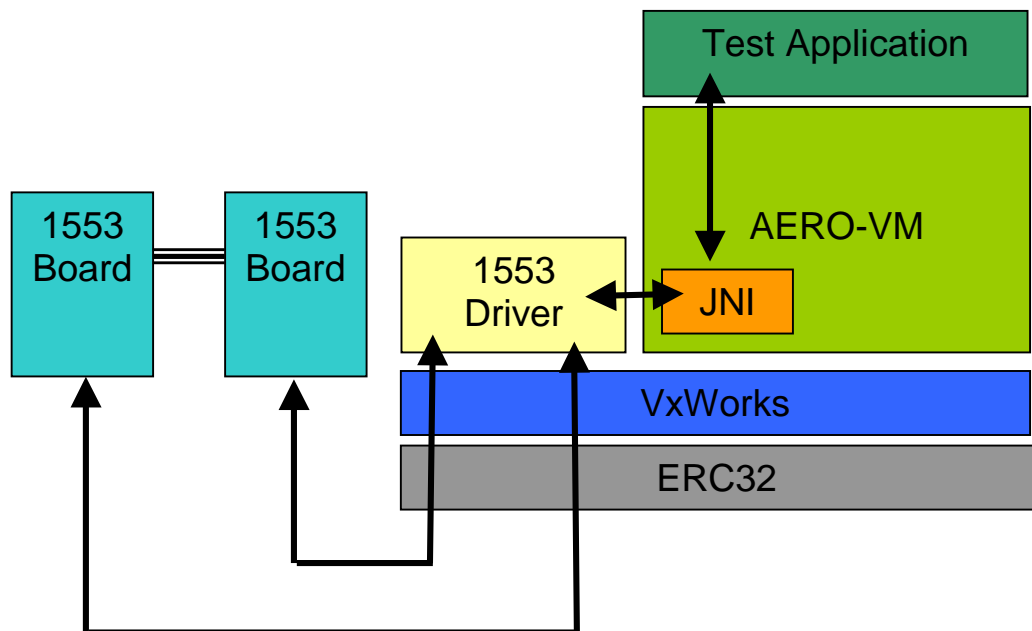 Test Application
1553
Board
1553
Board
AERO-VM
1553
Driver
JNI
VxWorks
ERC32